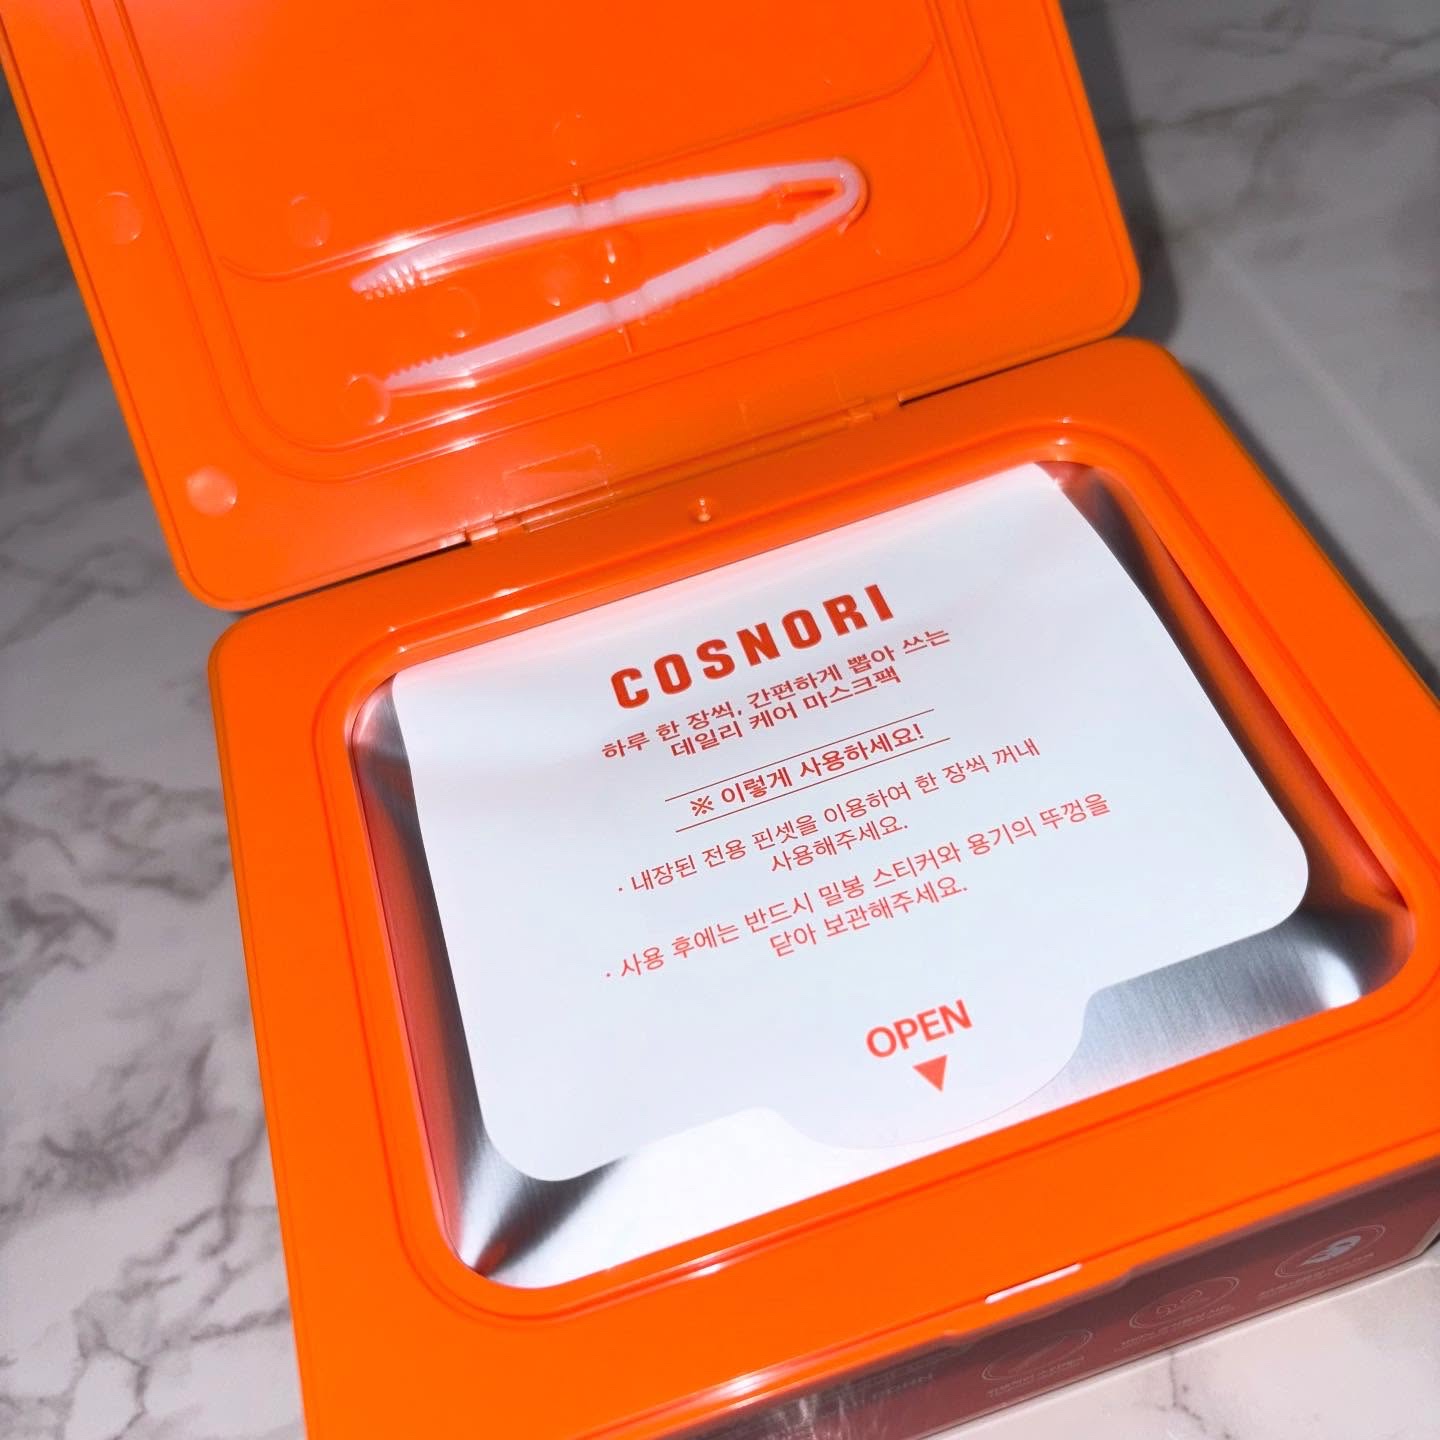 COSNORI
하루 한 장씩, 간편하게 뽑아 쓰는
데일리 케어 마스크팩
※ 이렇게 사용하세요!
· 내장된 전용 핀셋을 이용하여 한 장씩 꺼내
사용해주세요.
· 사용 후에는 반드시 밀봉 스티커와 용기의 뚜껑을
닫아 보관해주세요.
OPEN